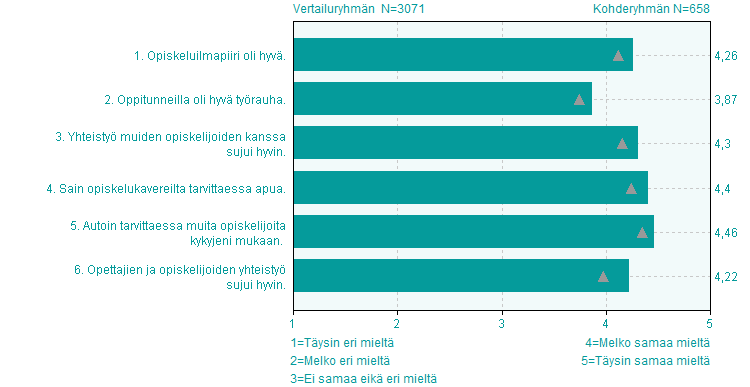 Vertailuryhmän N=3071 Kohderyhmän N=658
1. Opiskeluilmapiiri oli hyvä. 4,26
2. Oppitunneilla oli hyvä työrauha. 3,87
3. Yhteistyö muiden opiskelijoiden kanssa
sujui hyvin. 4,3
4. Sain opiskelukavereilta tarvittaessa apua. 4,4
5. Autoin tarvittaessa muita opiskelijoita
kykyjeni mukaan. 4,46
6. Opettajien ja opiskelijoiden yhteistyö
sujui hyvin. 4,22
1 2 3 4 5
1=Täysin eri mieltä 4=Melko samaa mieltä
2=Melko eri mieltä 5=Täysin samaa mieltä
3=Ei samaa eikä eri mieltä